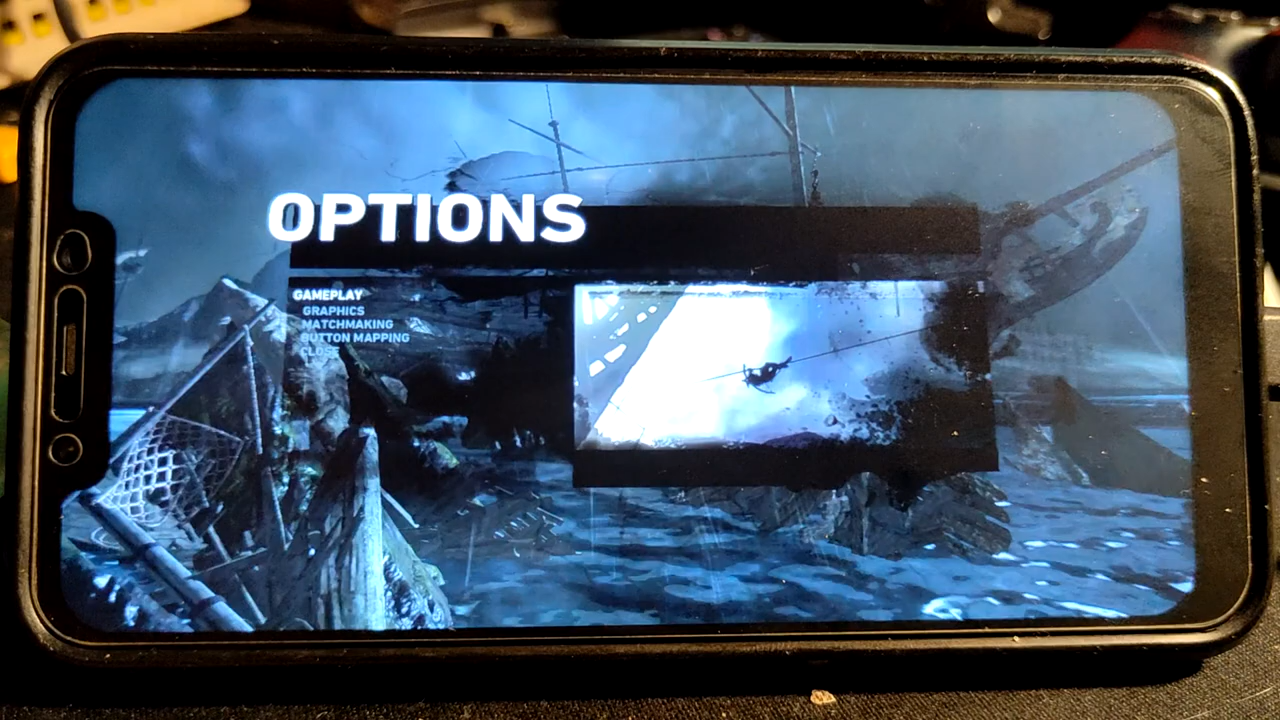 OPTIONS
GAMEPLAY
GRAPHICS
MATCHMAKING
BUTTON MAPPING
CLOSE